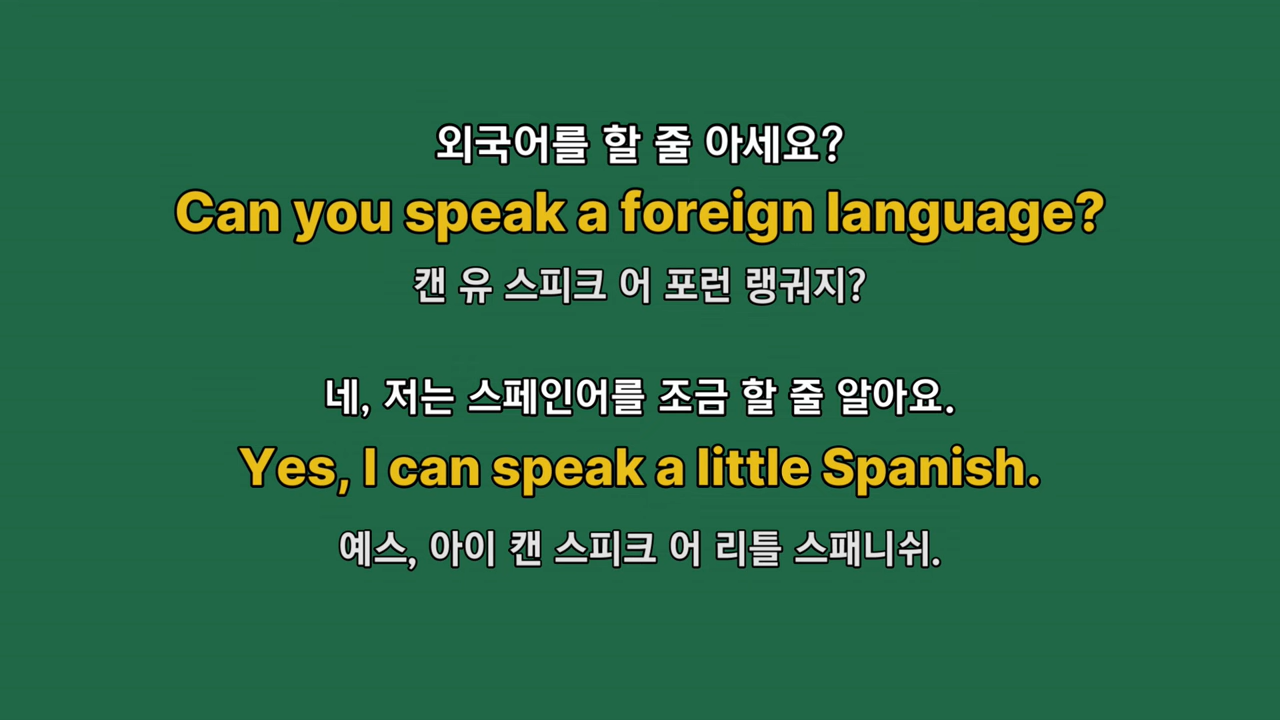 외국어를 할 줄 아세요?
Can you speak a foreign language?
캔 유 스피크 어 포런 랭궈지?
네, 저는 스페인어를 조금 할 줄 알아요.
Yes, I can speak a little Spanish.
예스, 아이 캔 스피크 어 리틀 스패니쉬.